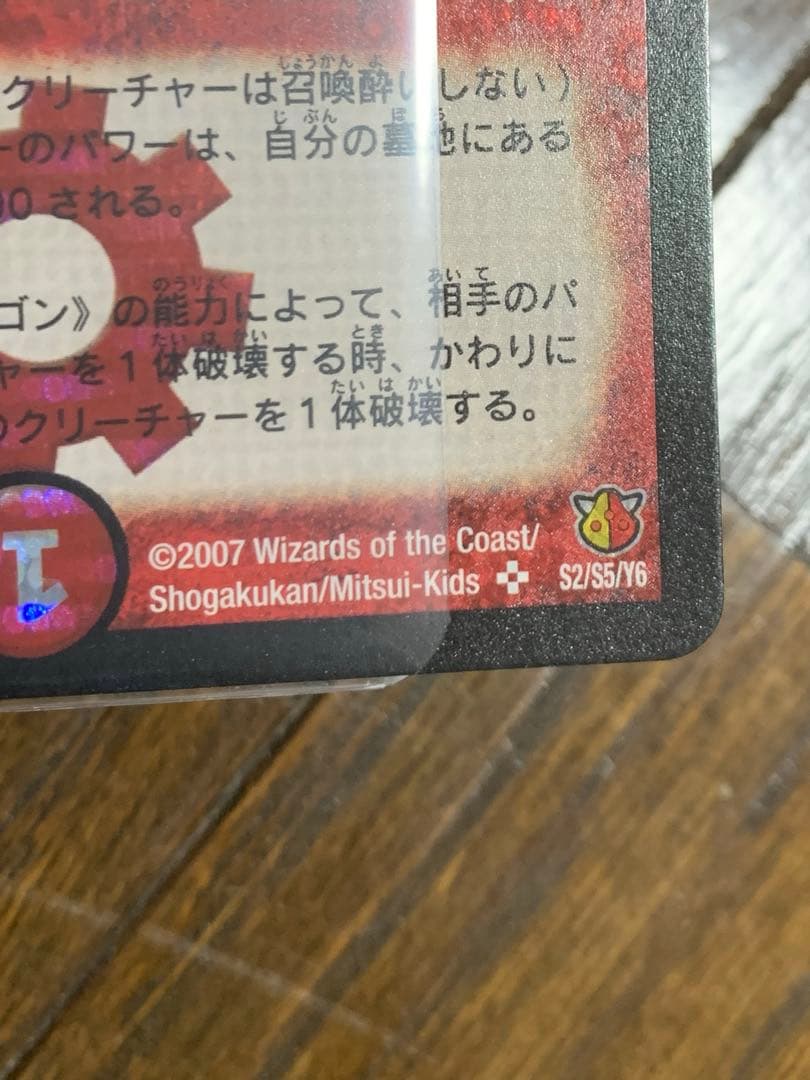 クリーチャーは召喚酔いしない)
ーのパワーは、自分の墓地にある
00される。
ゴン》の能力によって、相手のパ
ャーを1体破壊する時、かわりに
のクリーチャーを1体破壊する。
©2007 Wizards of the Coast/
Shogakukan/Mitsui-Kids
S2/S5/Y6